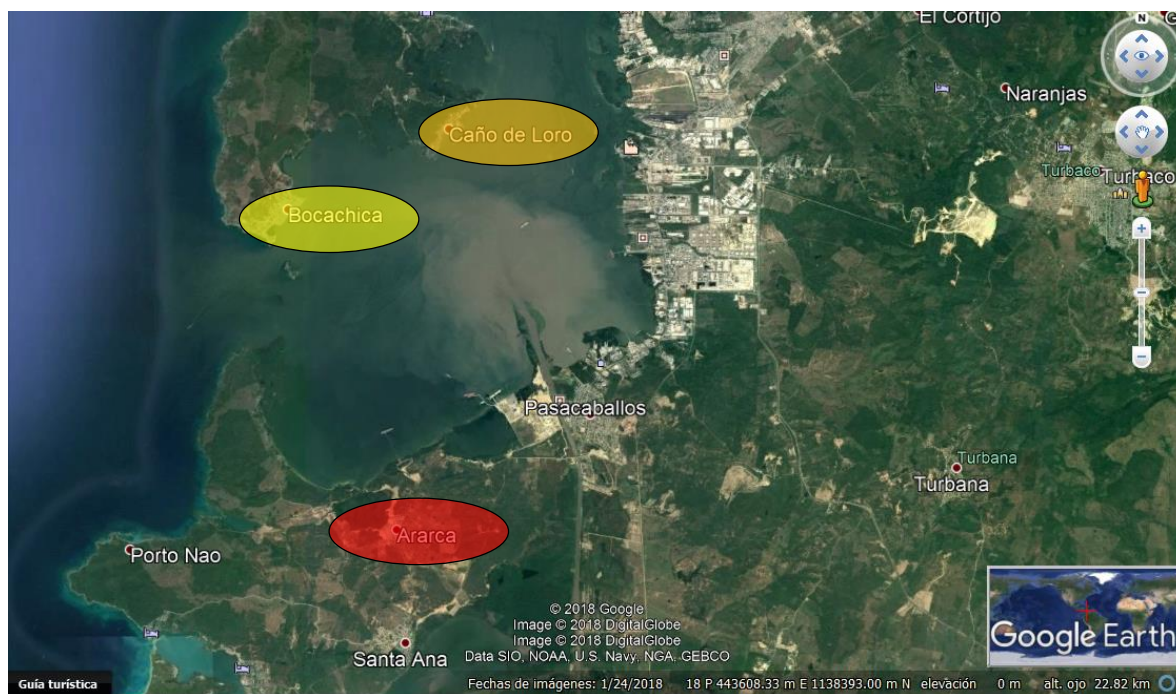 El Cortijo
G
N
Naranjas
Caño de Loro
Turbaco
Turbaco
Bocachica
Pasacaballos
Turbana
Turbana
Ararca
Porto Nao
Santa Ana
© 2018 Google
Image © 2018 DigitalGlobe
Image © 2018 DigitalGlobe
Data SIO, NOAA, U.S. Navy, NGA, GEBCO
Google Earth
Guía turística
Fechas de imágenes: 1/24/2018 18 P 443608.33 m E 1138393.00 m N elevación 0 m alt. ojo 22.82 km